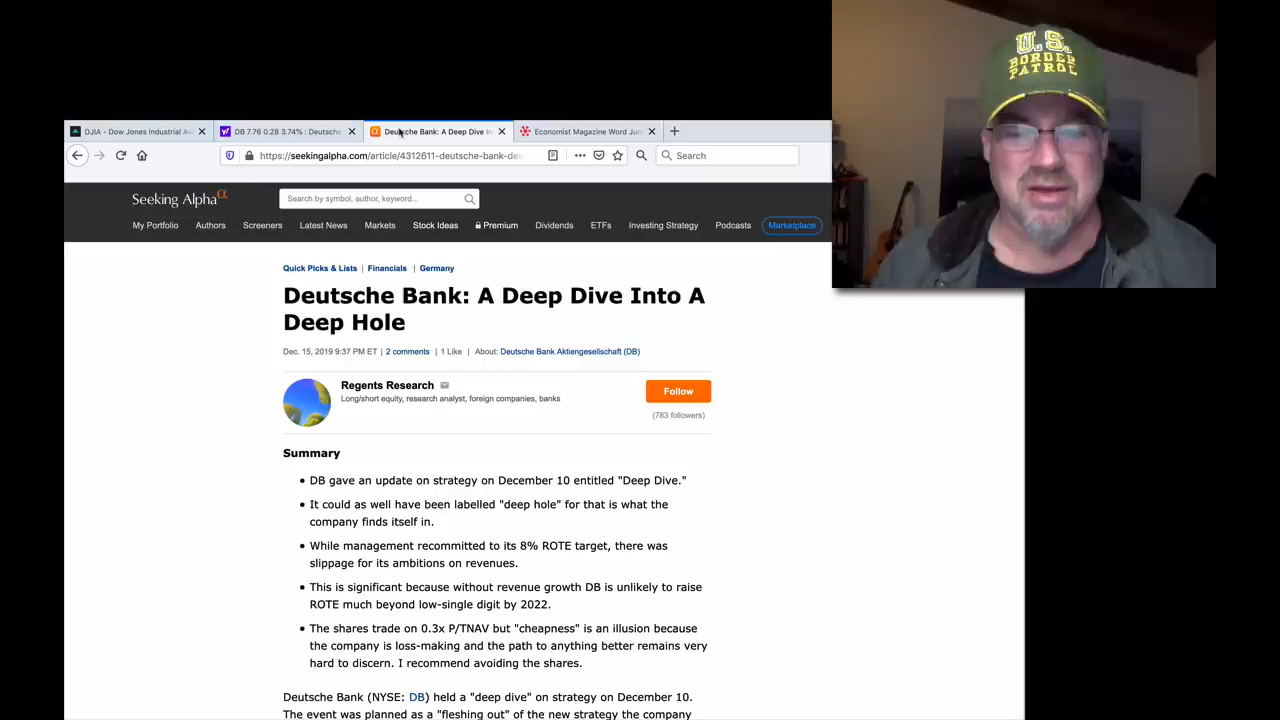 U.S.
BORDER
PATROL
DJIA - Dow Jones Industrial Av
DB 7.76 0.28 3.74% : Deutsche
Deutsche Bank: A Deep Dive In
Economist Magazine Word Jum
https://seekingalpha.com/article/4312611-deutsche-bank-dee
Search
Seeking Alpha α
Search by symbol, author, keyword...
My Portfolio Authors Screeners Latest News Markets Stock Ideas Premium Dividends ETFs Investing Strategy Podcasts Marketplace
Quick Picks & Lists | Financials | Germany
Deutsche Bank: A Deep Dive Into A
Deep Hole
Dec. 15, 2019 9:37 PM ET | 2 comments | 1 Like | About: Deutsche Bank Aktiengesellschaft (DB)
Regents Research
Long/short equity, research analyst, foreign companies, banks
Follow
(783 followers)
Summary
• DB gave an update on strategy on December 10 entitled "Deep Dive."
• It could as well have been labelled "deep hole" for that is what the
company finds itself in.
• While management recommitted to its 8% ROTE target, there was
slippage for its ambitions on revenues.
• This is significant because without revenue growth DB is unlikely to raise
ROTE much beyond low-single digit by 2022.
• The shares trade on 0.3x P/TNAV but "cheapness" is an illusion because
the company is loss-making and the path to anything better remains very
hard to discern. I recommend avoiding the shares.
Deutsche Bank (NYSE: DB) held a "deep dive" on strategy on December 10.
The event was planned as a "fleshing out" of the new strategy the company